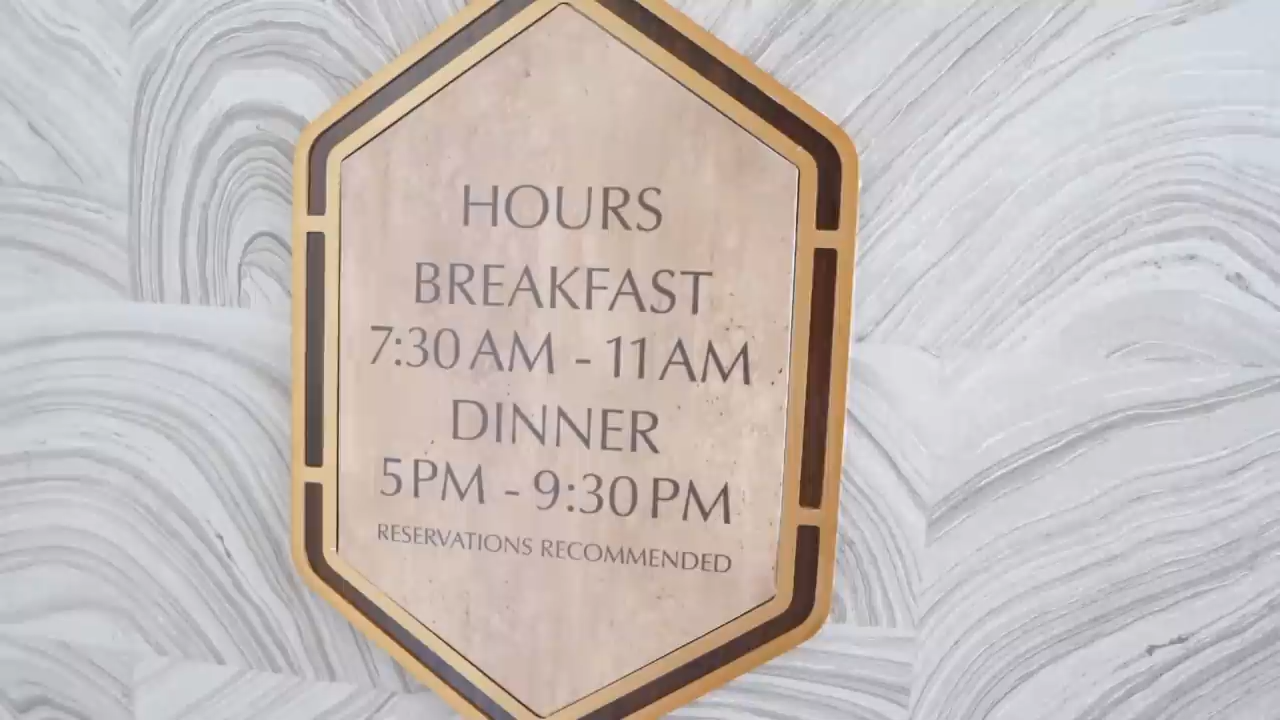 HOURS
BREAKFAST
7:30 AM - 11 AM
DINNER
5 PM - 9:30 PM
RESERVATIONS RECOMMENDED